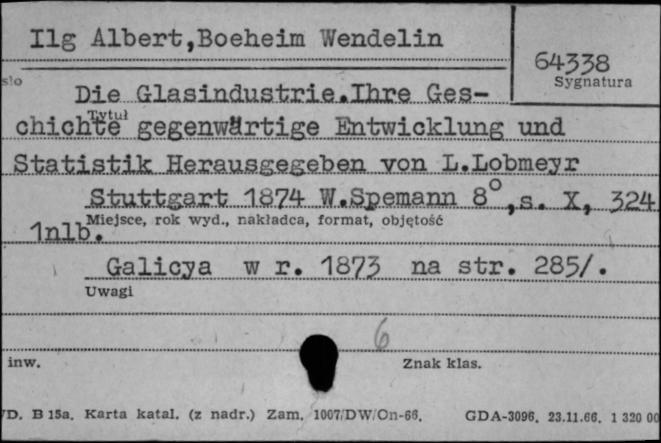 Ilg Albert,Boeheim Wendelin
64338
Sygnatura
sło
Die Glasindustrie.Ihre Ges-
Tytuł
chichte gegenwärtige Entwicklung und
Statistik Herausgegeben von L.Lobmeyr
Stuttgart 1874 W.Spemann 8°,s. X, 324
Miejsce, rok wyd., nakładca, format, objętość
1nlb.
Galicya w r. 1873 na str. 285/.
Uwagi
6
inw.
Znak klas.
D. B 15a. Karta katal. (z nadr.) Zam. 1007/DW/On-66. GDA-3096. 23.11.66. 1 320 00